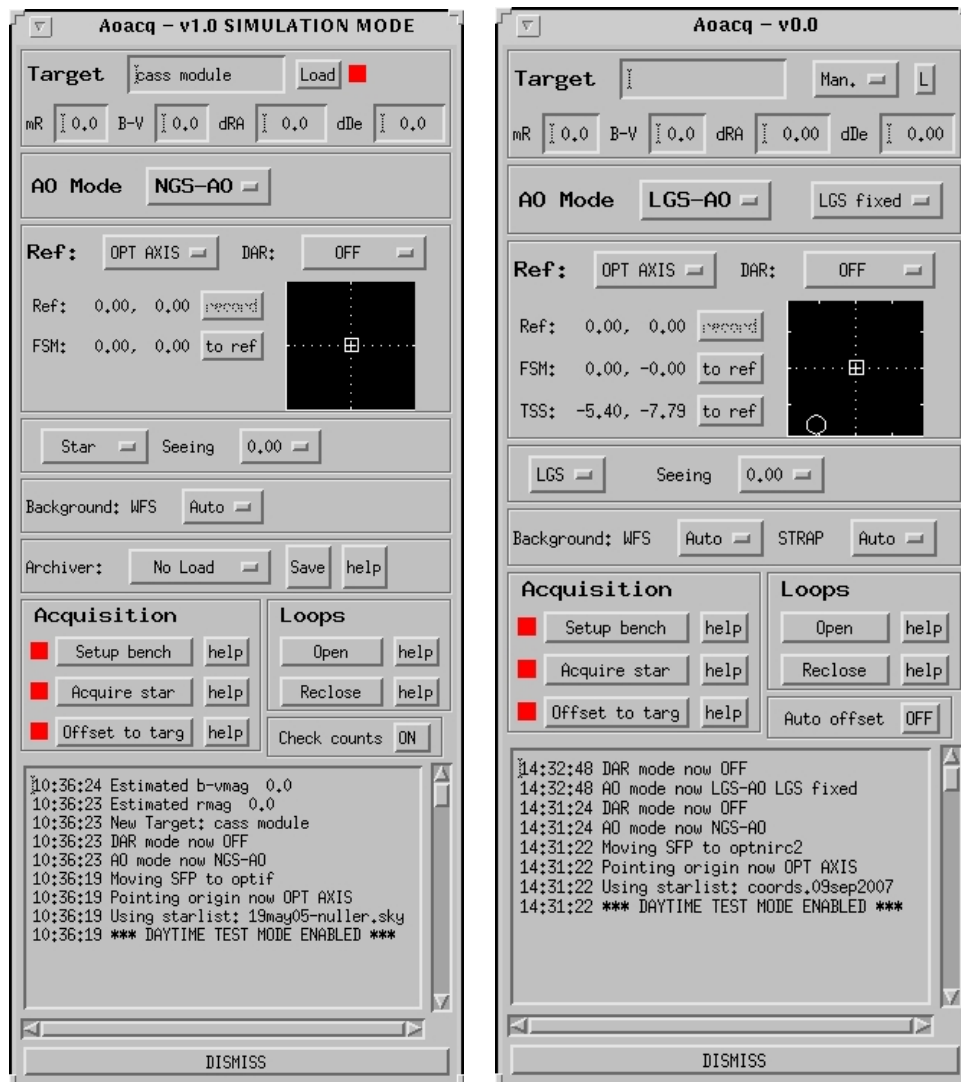 Aoacq – v1.0 SIMULATION MODE
Target cass module Load
mR 0.0 B-V 0.0 dRA 0.0 dDe 0.0
AO Mode NGS-AO
Ref: OPT AXIS DAR: OFF
Ref: 0.00, 0.00 record
FSM: 0.00, 0.00 to ref
Star Seeing 0.00
Background: WFS Auto
Archiver: No Load Save help
Acquisition Loops
Setup bench help Open help
Acquire star help Reclose help
Offset to targ help Check counts ON
10:36:24 Estimated b-vmag 0.0
10:36:23 Estimated rmag 0.0
10:36:23 New Target: cass module
10:36:23 DAR mode now OFF
10:36:23 AO mode now NGS-AO
10:36:19 Moving SFP to optif
10:36:19 Pointing origin now OPT AXIS
10:36:19 Using starlist: 19may05-nuller.sky
10:36:19 *** DAYTIME TEST MODE ENABLED ***
DISMISS
Aoacq – v0.0
Target Man. L
mR 0.0 B-V 0.0 dRA 0.00 dDe 0.00
AO Mode LGS-AO LGS fixed
Ref: OPT AXIS DAR: OFF
Ref: 0.00, 0.00 record
FSM: 0.00, -0.00 to ref
TSS: -5.40, -7.79 to ref
LGS Seeing 0.00
Background: WFS Auto STRAP Auto
Acquisition Loops
Setup bench help Open help
Acquire star help Reclose help
Offset to targ help Auto offset OFF
14:32:48 DAR mode now OFF
14:32:48 AO mode now LGS-AO LGS fixed
14:31:24 DAR mode now OFF
14:31:24 AO mode now NGS-AO
14:31:22 Moving SFP to optnirc2
14:31:22 Pointing origin now OPT AXIS
14:31:22 Using starlist: coords.09sep2007
14:31:22 *** DAYTIME TEST MODE ENABLED ***
DISMISS